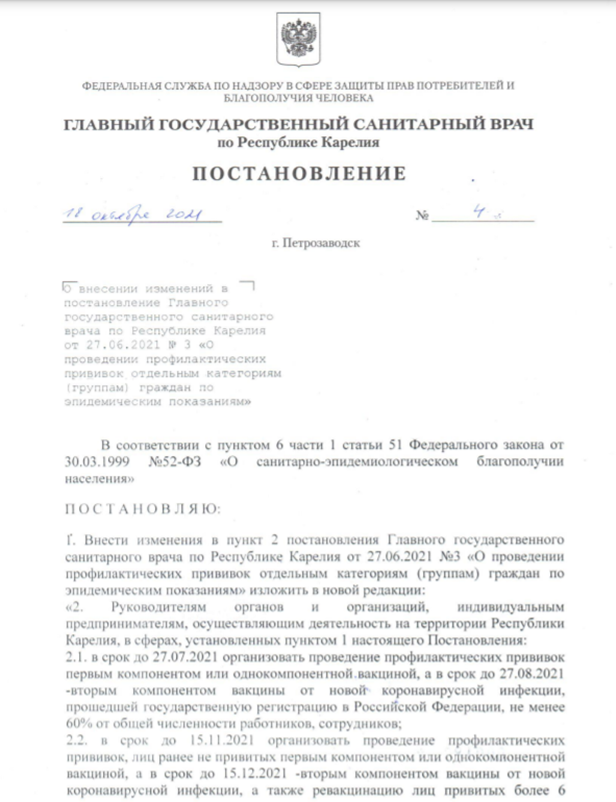 ФЕДЕРАЛЬНАЯ СЛУЖБА ПО НАДЗОРУ В СФЕРЕ ЗАЩИТЫ ПРАВ ПОТРЕБИТЕЛЕЙ И
БЛАГОПОЛУЧИЯ ЧЕЛОВЕКА
ГЛАВНЫЙ ГОСУДАРСТВЕННЫЙ САНИТАРНЫЙ ВРАЧ
по Республике Карелия
ПОСТАНОВЛЕНИЕ
18 октября 2021 № 4
г. Петрозаводск
О внесении изменений в
постановление Главного
государственного санитарного
врача по Республике Карелия
от 27.06.2021 № 3 «О
проведении профилактических
прививок отдельным категориям
(группам) граждан по
эпидемическим показаниям»
В соответствии с пунктом 6 части 1 статьи 51 Федерального закона от
30.03.1999 №52-ФЗ «О санитарно-эпидемиологическом благополучии
населения»
ПОСТАНОВЛЯЮ:
1. Внести изменения в пункт 2 постановления Главного государственного
санитарного врача по Республике Карелия от 27.06.2021 №3 «О проведении
профилактических прививок отдельным категориям (группам) граждан по
эпидемическим показаниям» изложить в новой редакции:
«2. Руководителям органов и организаций, индивидуальным
предпринимателям, осуществляющим деятельность на территории Республики
Карелия, в сферах, установленных пунктом 1 настоящего Постановления:
2.1. в срок до 27.07.2021 организовать проведение профилактических прививок
первым компонентом или однокомпонентной вакциной, а в срок до 27.08.2021
-вторым компонентом вакцины от новой коронавирусной инфекции,
прошедшей государственную регистрацию в Российской Федерации, не менее
60% от общей численности работников, сотрудников;
2.2. в срок до 15.11.2021 организовать проведение профилактических
прививок, лиц ранее не привитых первым компонентом или однокомпонентной
вакциной, а в срок до 15.12.2021 -вторым компонентом вакцины от новой
коронавирусной инфекции, а также ревакцинацию лиц привитых более 6